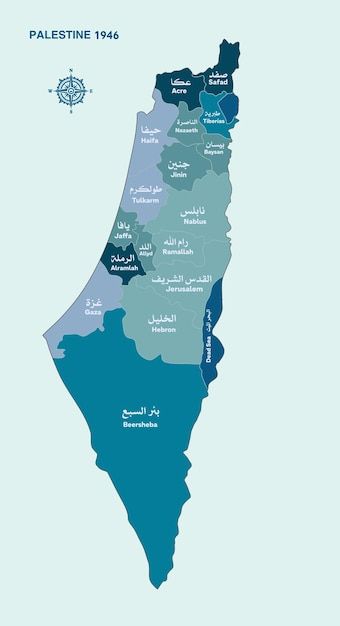 PALESTINE 1946
صفد
Safad
عكا
Acre
طبرية
Tiberias
الناصرة
Nazaeth
حيفا
Haifa
بيسان
Baysan
جنين
Jinin
طولكرم
Tulkarm
نابلس
Nablus
يافا
Jaffa
اللد
Allyd
رام الله
Ramallah
الرملة
Alramlah
القدس الشريف
Jerusalem
غزة
Gaza
الخليل
Hebron
البحر الميت
Dead Sea
بئر السبع
Beersheba